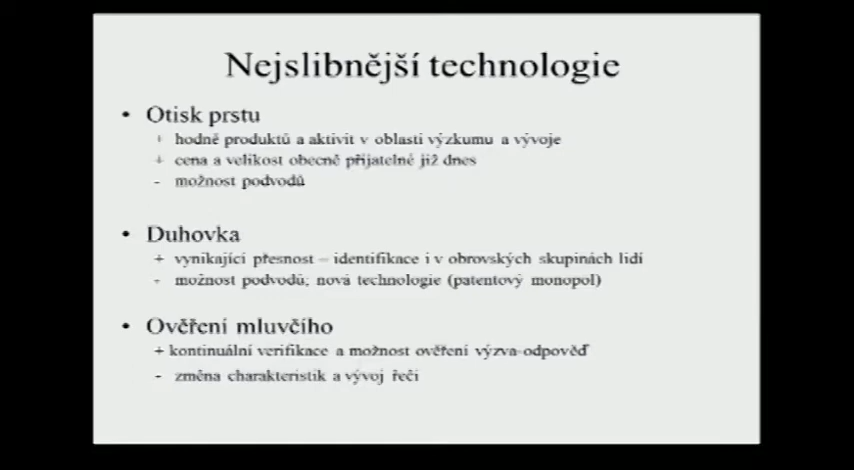 Nejslibnější technologie
• Otisk prstu
+ hodně produktů a aktivit v oblasti výzkumu a vývoje
+ cena a velikost obecně přijatelné již dnes
- možnost podvodů
• Duhovka
+ vynikající přesnost – identifikace i v obrovských skupinách lidí
- možnost podvodů, nová technologie (patentový monopol)
• Ověření mluvčího
+ kontinuální verifikace a možnost ověření výzva-odpověď
- změna charakteristik a vývoj řeči